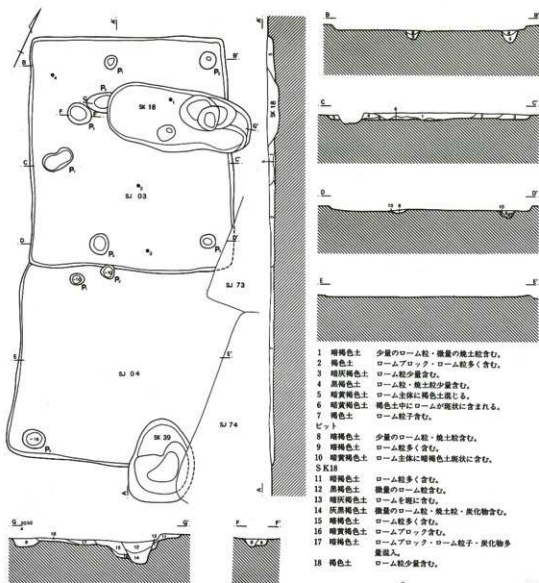 A
A'
B
B'
P₁
P₂
SK 18
G
F
P₁
G'
C
C'
P₁
SJ 03
D
D'
P₁
P₁
P₁
SJ 73
E
E'
SJ 04
SJ 74
P₁
SK 39
A
A'
SK 18
B
B'
C
C'
D
D'
E
E'
1 暗褐色土 少量のローム粒・微量の焼土粒含む。
2 褐色土 ロームブロック・ローム粒多く含む。
3 暗灰褐色土 ローム粒少量含む。
4 黒褐色土 ローム粒・焼土粒少量含む。
5 暗黄褐色土 ローム主体に褐色土混じる。
6 暗黄褐色土 褐色土中にロームが斑状に含まれる。
7 褐色土 ローム粒子含む。
ピット
8 暗褐色土 少量のローム粒・焼土粒含む。
9 暗褐色土 ローム粒多く含む。
10 暗黄褐色土 ローム主体に暗褐色土斑状に含む。
SK18
11 暗褐色土 ローム粒多く含む。
12 黒褐色土 微量のローム粒含む。
13 暗灰褐色土 ロームを斑に含む。
14 灰黒褐色土 微量のローム粒・焼土粒・炭化物含む。
15 暗褐色土 ローム粒多く含む。
16 暗黄褐色土 ロームブロック含む。
17 暗褐色土 ロームブロック・ローム粒子・炭化物多
量混入。
18 褐色土 ローム粒少量含む。
G
G'
F
F'